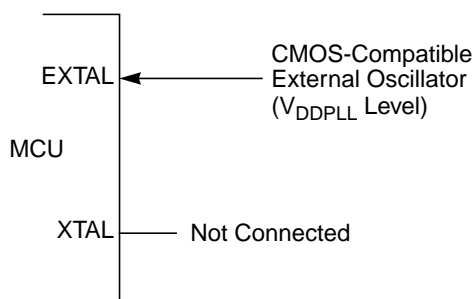 CMOS-Compatible
EXTAL External Oscillator
(VDDPLL Level)
MCU
XTAL Not Connected